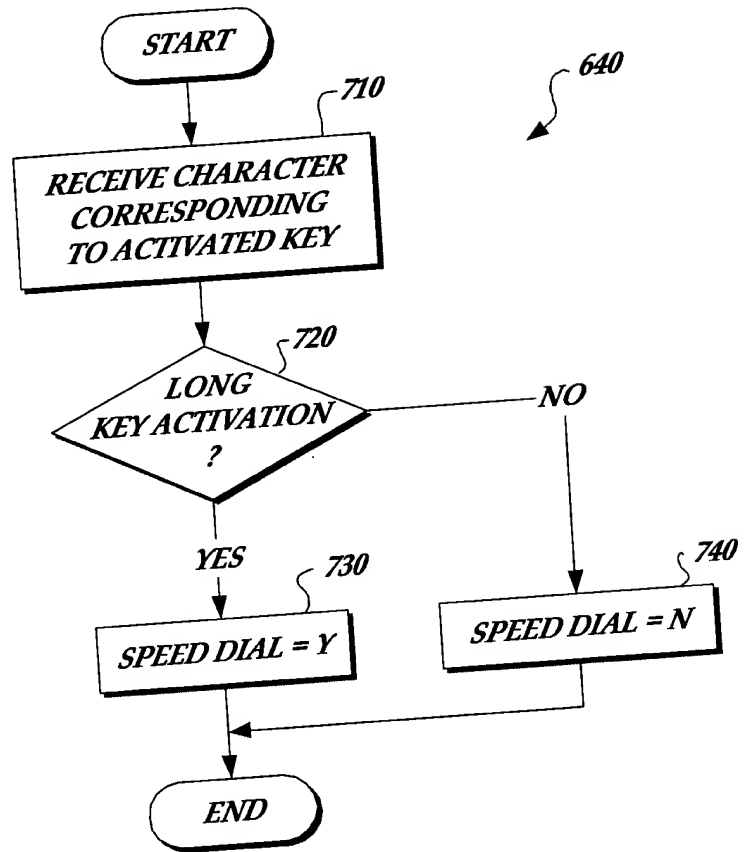 START
640
710
RECEIVE CHARACTER
CORRESPONDING
TO ACTIVATED KEY
720
LONG
KEY ACTIVATION
?
NO
YES
730
SPEED DIAL = Y
740
SPEED DIAL = N
END